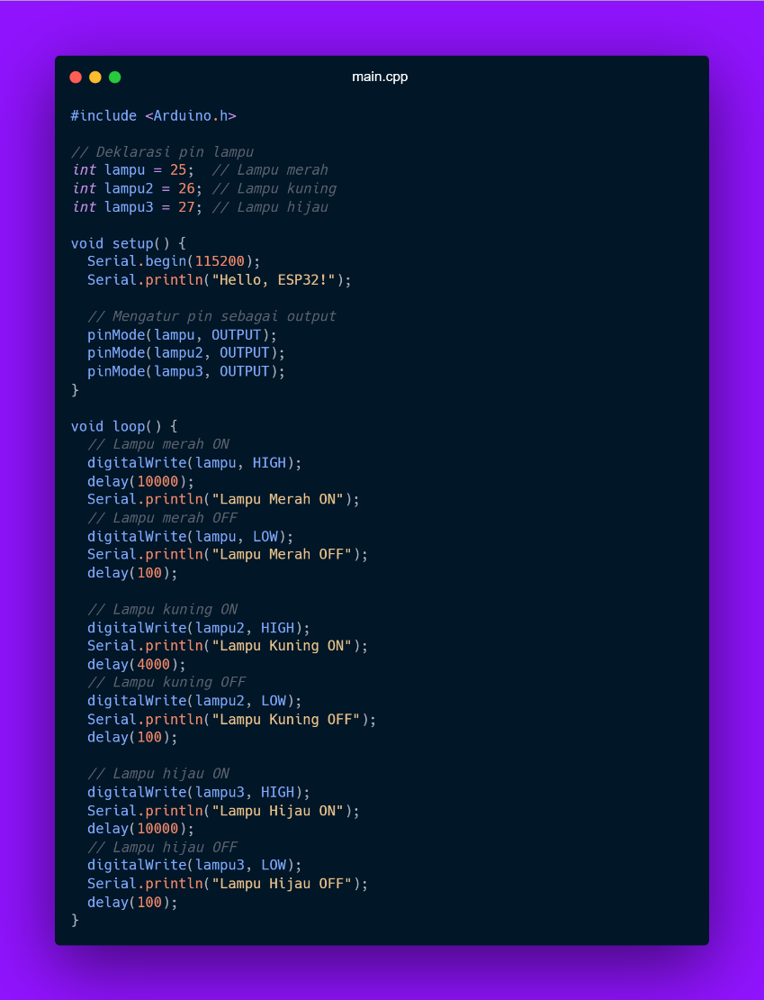 main.cpp
#include <Arduino.h>
// Deklarasi pin lampu
int lampu = 25;  // Lampu merah
int lampu2 = 26; // Lampu kuning
int lampu3 = 27; // Lampu hijau
void setup() {
  Serial.begin(115200);
  Serial.println("Hello, ESP32!");
  // Mengatur pin sebagai output
  pinMode(lampu, OUTPUT);
  pinMode(lampu2, OUTPUT);
  pinMode(lampu3, OUTPUT);
}
void loop() {
  // Lampu merah ON
  digitalWrite(lampu, HIGH);
  delay(10000);
  Serial.println("Lampu Merah ON");
  // Lampu merah OFF
  digitalWrite(lampu, LOW);
  Serial.println("Lampu Merah OFF");
  delay(100);
  // Lampu kuning ON
  digitalWrite(lampu2, HIGH);
  Serial.println("Lampu Kuning ON");
  delay(4000);
  // Lampu kuning OFF
  digitalWrite(lampu2, LOW);
  Serial.println("Lampu Kuning OFF");
  delay(100);
  // Lampu hijau ON
  digitalWrite(lampu3, HIGH);
  Serial.println("Lampu Hijau ON");
  delay(10000);
  // Lampu hijau OFF
  digitalWrite(lampu3, LOW);
  Serial.println("Lampu Hijau OFF");
  delay(100);
}